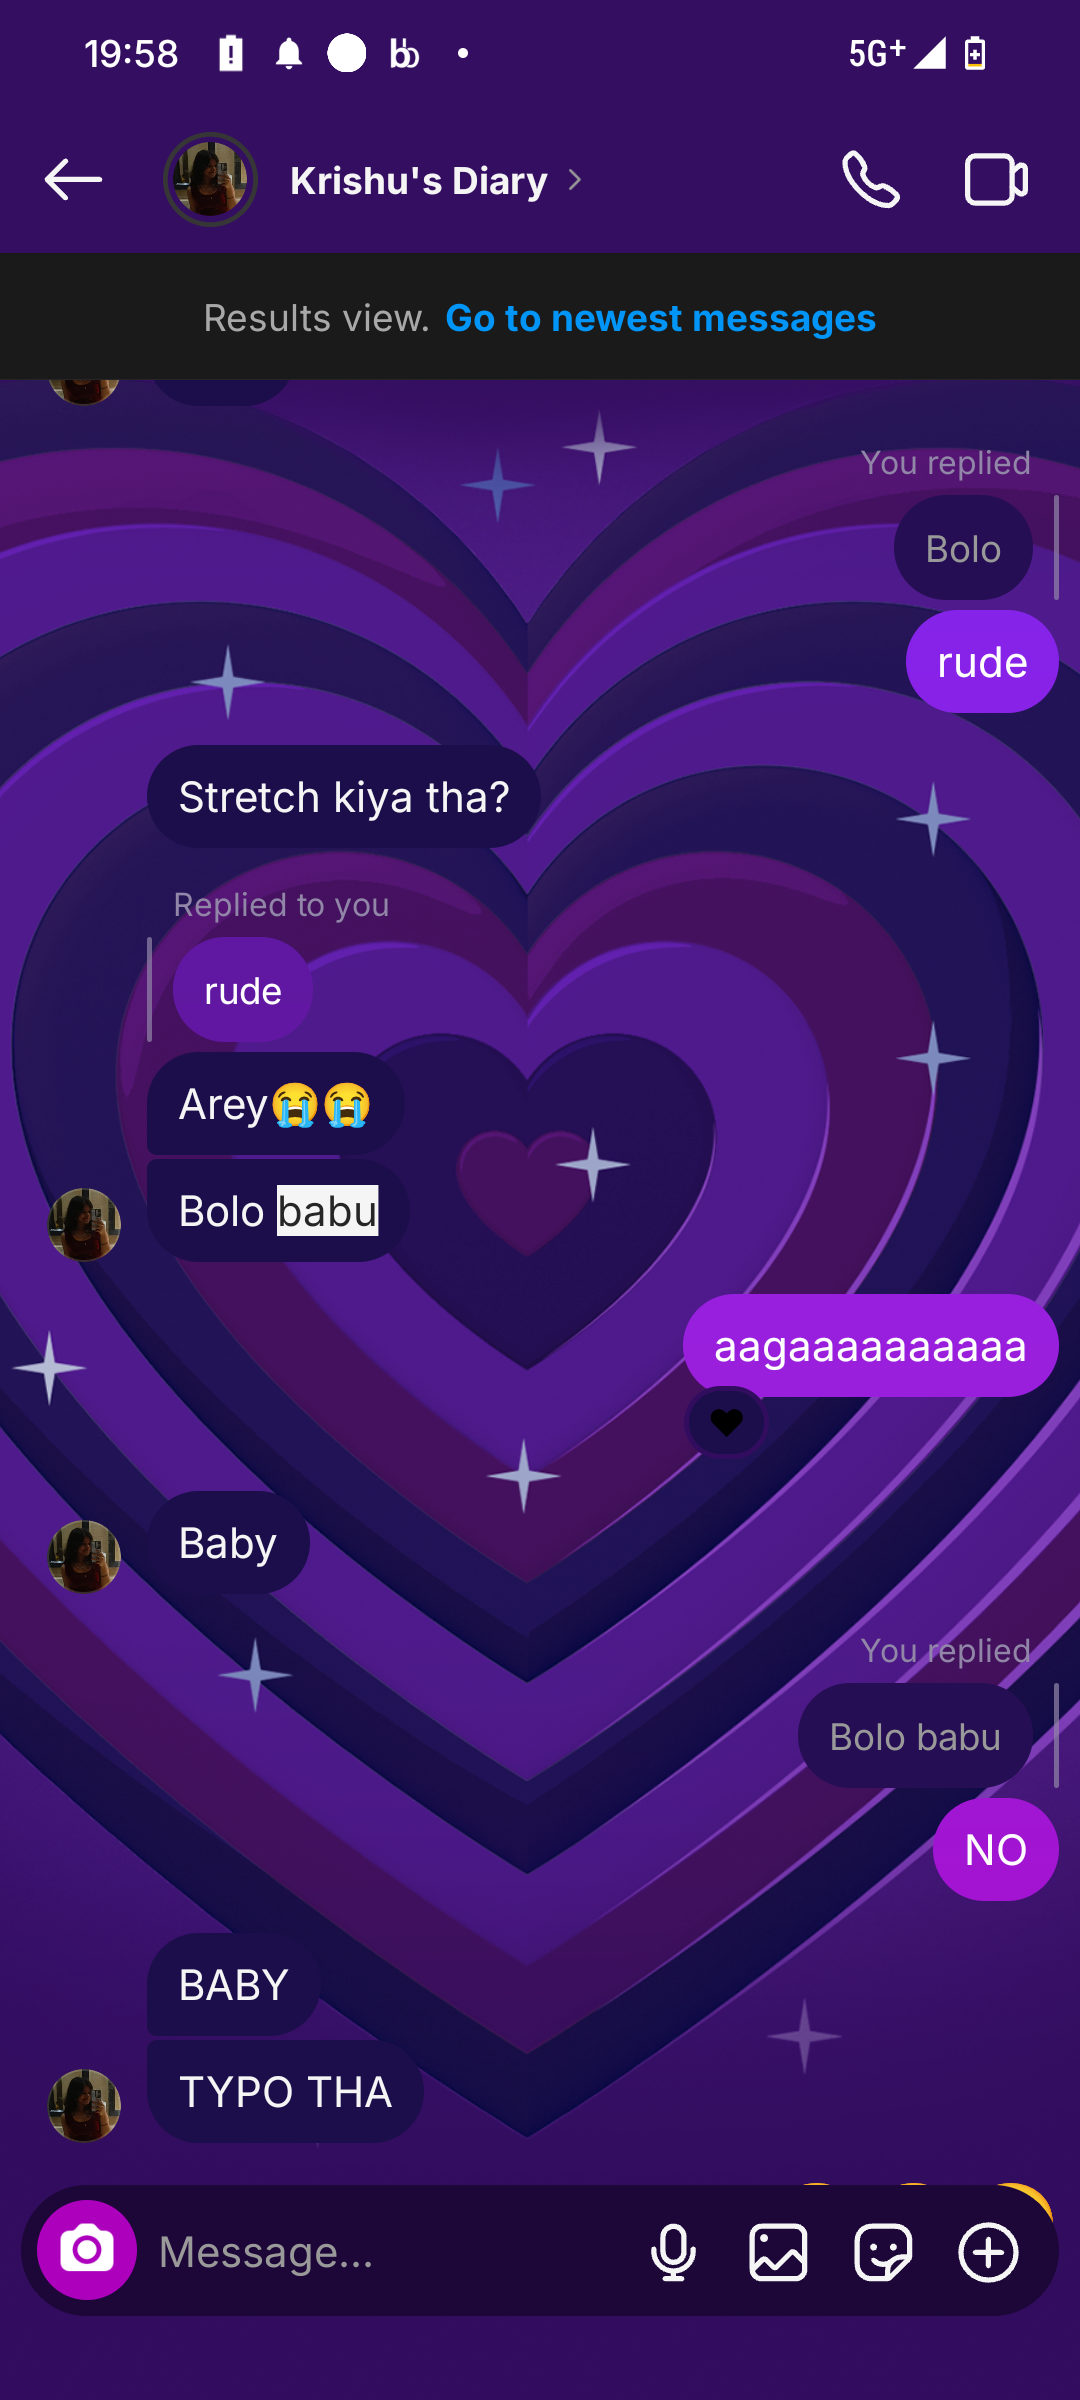 19:58
5G+
Krishu's Diary
Results view. Go to newest messages
You replied
Bolo
rude
Stretch kiya tha?
Replied to you
rude
Arey😭😭
Bolo babu
aagaaaaaaaaaa
Baby
You replied
Bolo babu
NO
BABY
TYPO THA
Message...